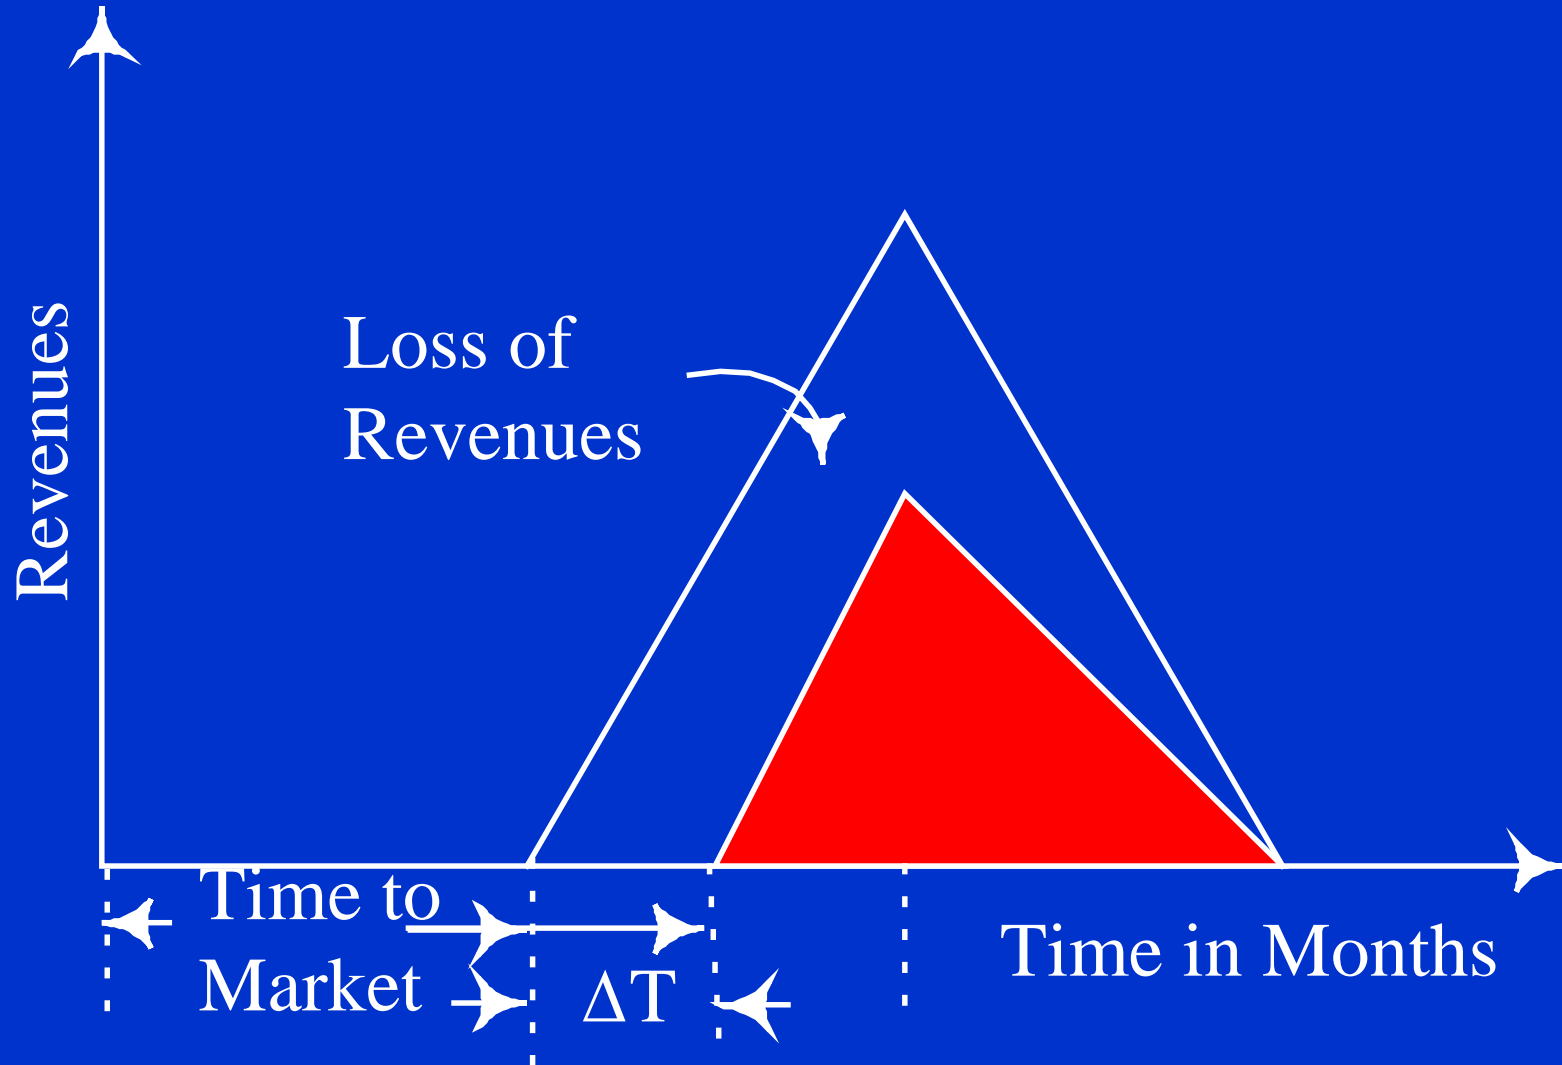 Revenues
Loss of
Revenues
Time to
Market
ΔT
Time in Months